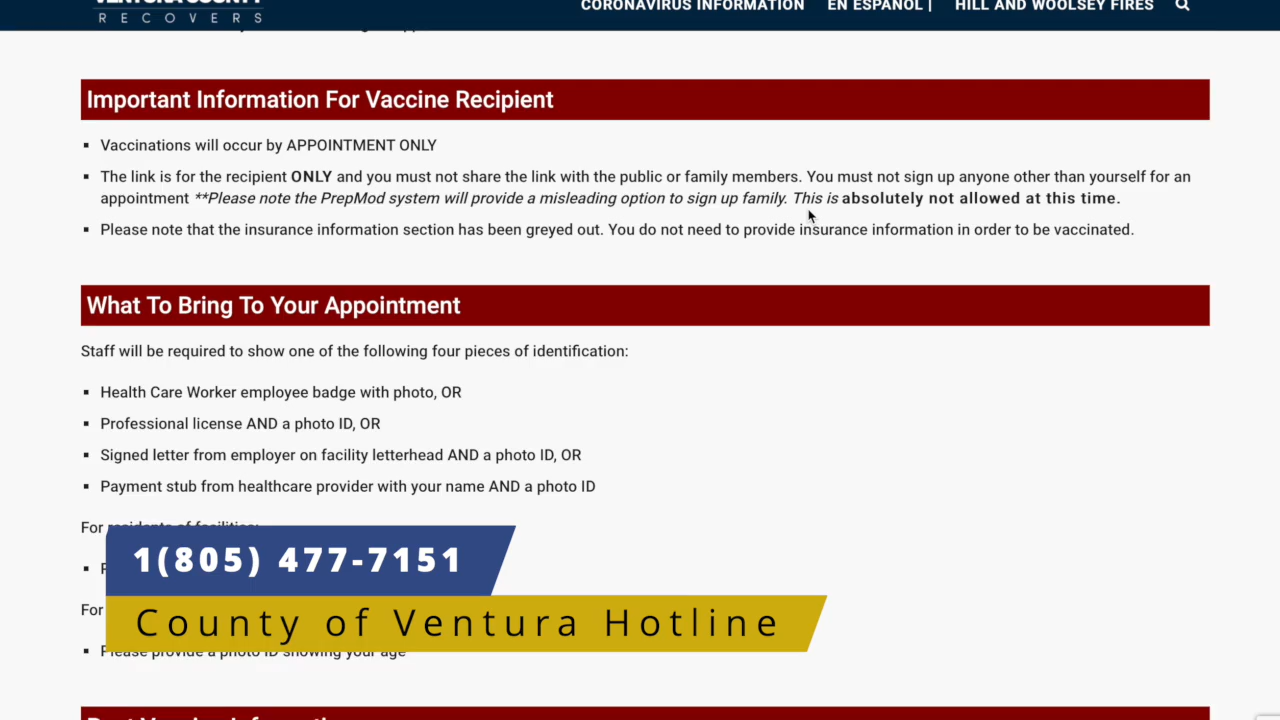 VENTURA COUNTY
RECOVERS
CORONAVIRUS INFORMATION
EN ESPAÑOL |
HILL AND WOOLSEY FIRES
Important Information For Vaccine Recipient
Vaccinations will occur by APPOINTMENT ONLY
The link is for the recipient ONLY and you must not share the link with the public or family members. You must not sign up anyone other than yourself for an
appointment **Please note the PrepMod system will provide a misleading option to sign up family. This is absolutely not allowed at this time.
Please note that the insurance information section has been greyed out. You do not need to provide insurance information in order to be vaccinated.
What To Bring To Your Appointment
Staff will be required to show one of the following four pieces of identification:
Health Care Worker employee badge with photo, OR
Professional license AND a photo ID, OR
Signed letter from employer on facility letterhead AND a photo ID, OR
Payment stub from healthcare provider with your name AND a photo ID
For residents of facilities:
1(805) 477-7151
For
County of Ventura Hotline
Please provide a photo ID showing your age